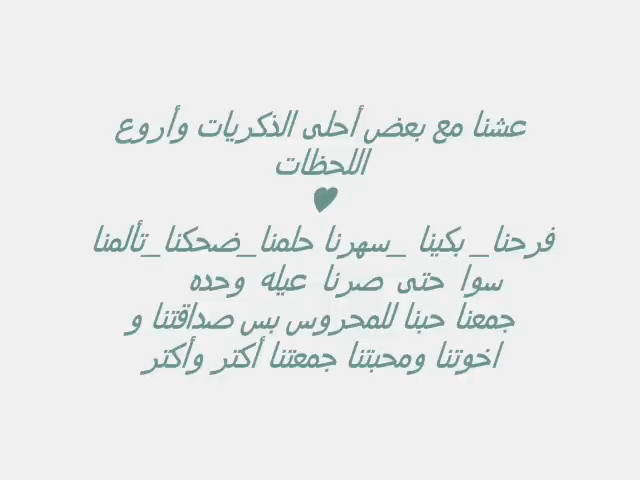 عشنا مع بعض أحلى الذكريات وأروع
اللحظات
♥
فرحنا_ بكينا _سهرنا حلمنا_ضحكنا_تألمنا
سوا حتى صرنا عيله وحده
جمعنا حبنا للمحروس بس صداقتنا و
اخوتنا ومحبتنا جمعتنا أكتر وأكتر